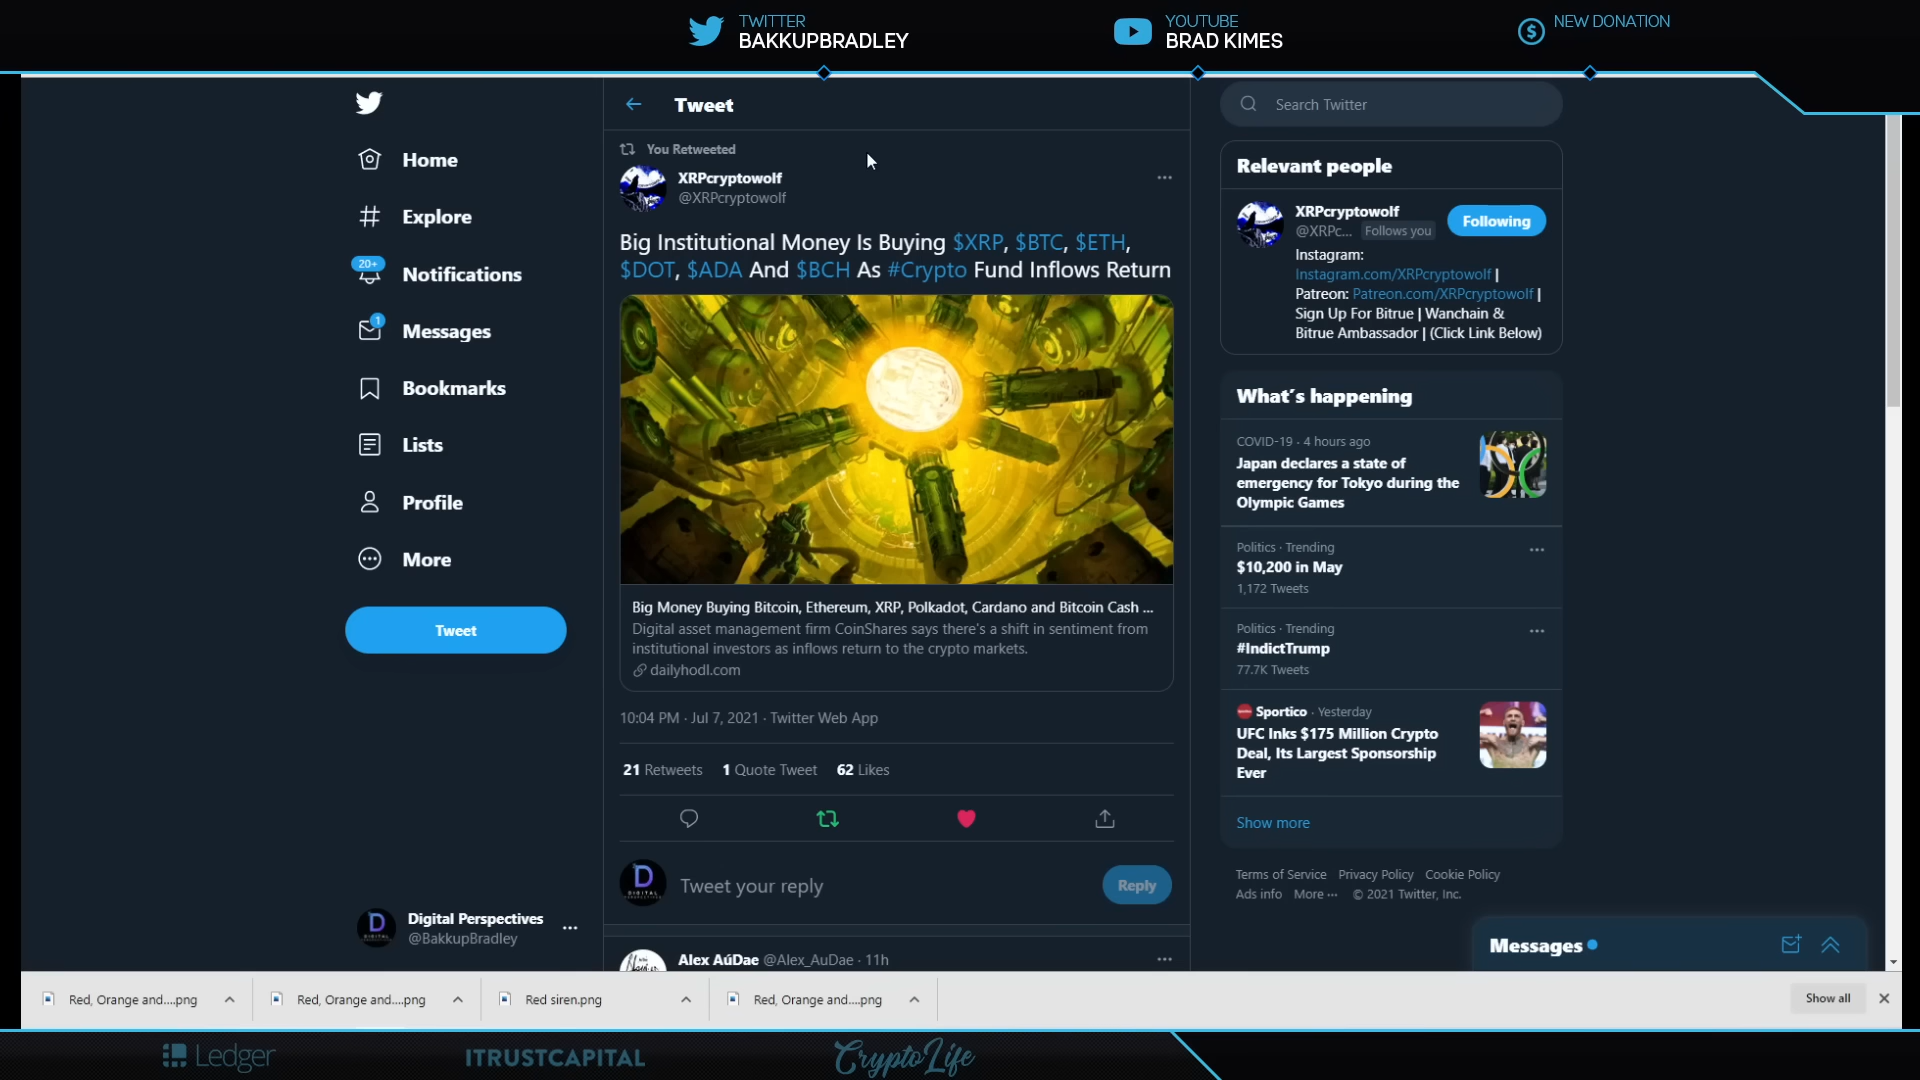 TWITTER
BAKKUPBRADLEY
YOUTUBE
BRAD KIMES
NEW DONATION
Home
Explore
20+
Notifications
1
Messages
Bookmarks
Lists
Profile
More
Tweet
Digital Perspectives
@BakkupBradley
Tweet
You Retweeted
XRPcryptowolf
@XRPcryptowolf
Big Institutional Money Is Buying $XRP, $BTC, $ETH,
$DOT, $ADA And $BCH As #Crypto Fund Inflows Return
Big Money Buying Bitcoin, Ethereum, XRP, Polkadot, Cardano and Bitcoin Cash ...
Digital asset management firm CoinShares says there's a shift in sentiment from
institutional investors as inflows return to the crypto markets.
dailyhodl.com
10:04 PM · Jul 7, 2021 · Twitter Web App
21 Retweets 1 Quote Tweet 62 Likes
D
DIGITAL
Tweet your reply
Reply
Alex AúDae @Alex_AuDae · 11h
Search Twitter
Relevant people
XRPcryptowolf
@XRPc... Follows you
Following
Instagram:
Instagram.com/XRPcryptowolf |
Patreon: Patreon.com/XRPcryptowolf |
Sign Up For Bitrue | Wanchain &
Bitrue Ambassador | (Click Link Below)
What's happening
COVID-19 · 4 hours ago
Japan declares a state of
emergency for Tokyo during the
Olympic Games
Politics · Trending
$10,200 in May
1,172 Tweets
Politics · Trending
#IndictTrump
77.7K Tweets
Sportico · Yesterday
UFC Inks $175 Million Crypto
Deal, Its Largest Sponsorship
Ever
Show more
Terms of Service Privacy Policy Cookie Policy
Ads info More ··· © 2021 Twitter, Inc.
Messages
Red, Orange and....png
Red, Orange and....png
Red siren.png
Red, Orange and....png
Show all
Ledger
ITRUSTCAPITAL
CryptoLife